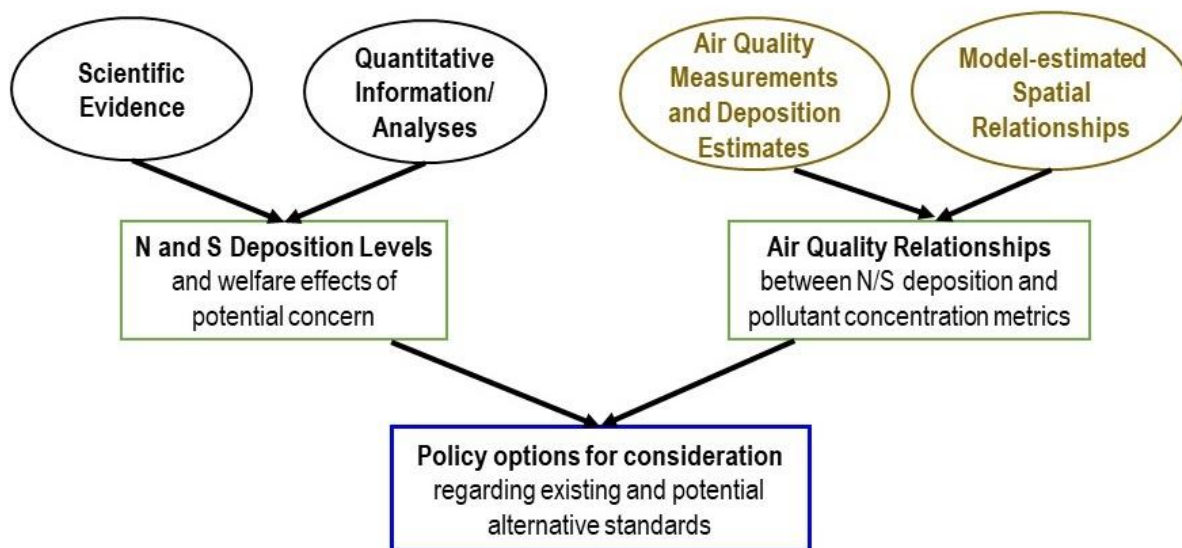 Scientific
Evidence
Quantitative
Information/
Analyses
Air Quality
Measurements
and Deposition
Estimates
Model-estimated
Spatial
Relationships
N and S Deposition Levels
and welfare effects of
potential concern
Air Quality Relationships
between N/S deposition and
pollutant concentration metrics
Policy options for consideration
regarding existing and potential
alternative standards